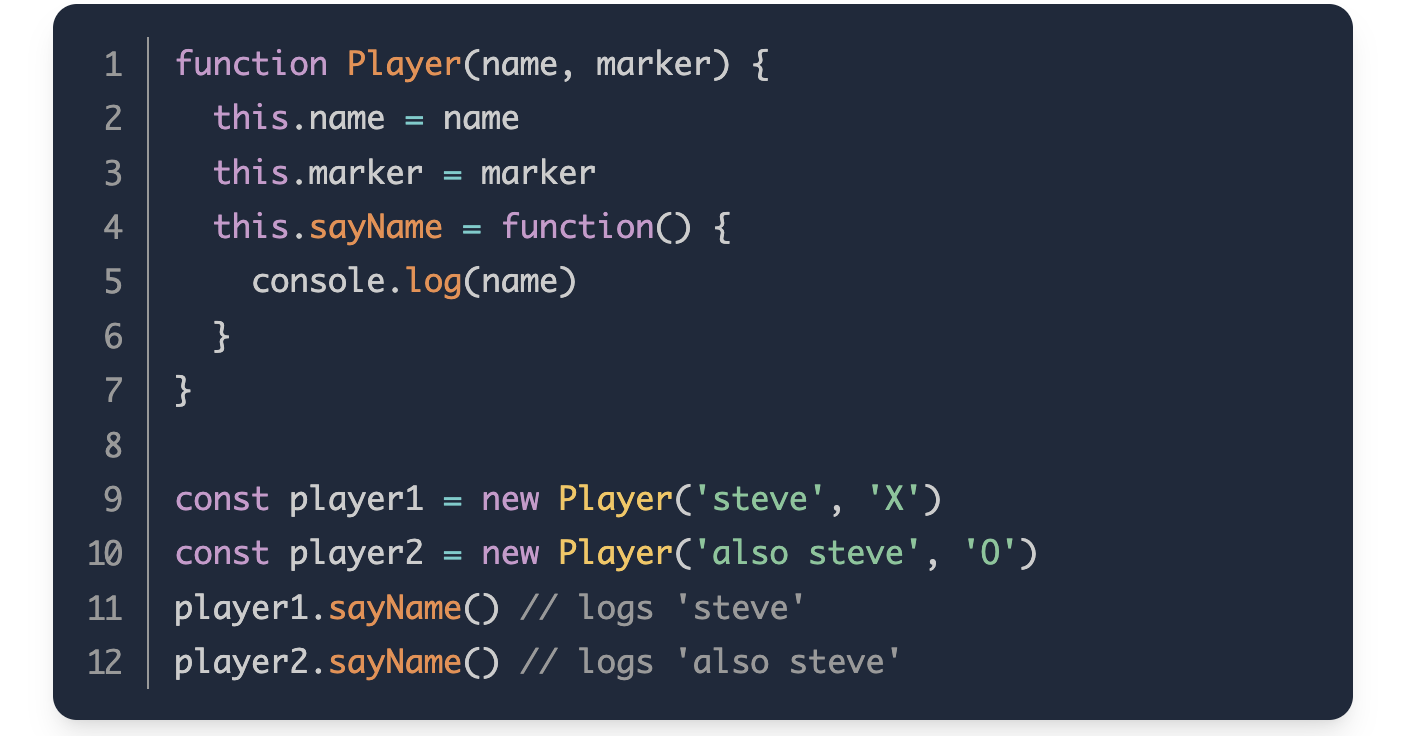 1 function Player(name, marker) {
2   this.name = name
3   this.marker = marker
4   this.sayName = function() {
5     console.log(name)
6   }
7 }
8
9 const player1 = new Player('steve', 'X')
10 const player2 = new Player('also steve', 'O')
11 player1.sayName() // logs 'steve'
12 player2.sayName() // logs 'also steve'